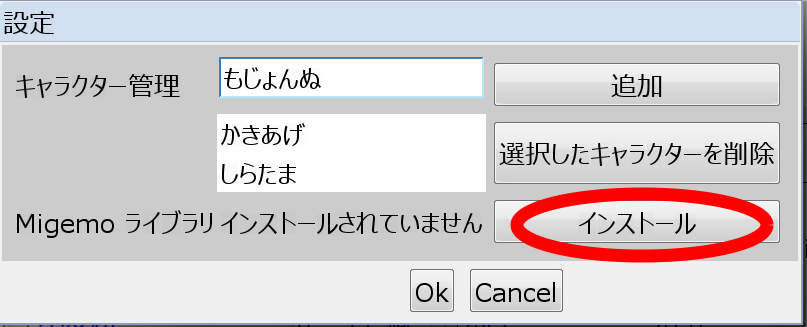 設定
キャラクター管理 もじょんぬ 追加
かきあげ 選択したキャラクターを削除
しらたま
Migemo ライブラリ インストールされていません インストール
Ok Cancel